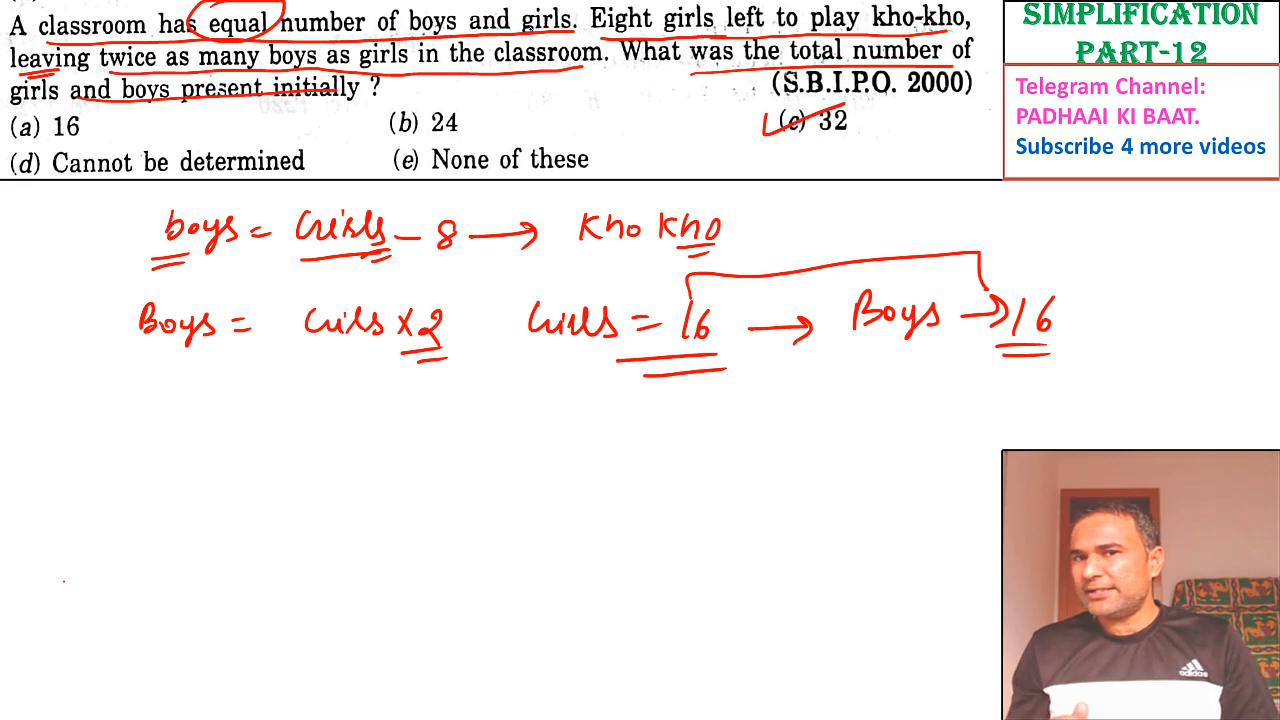 A classroom has equal number of boys and girls. Eight girls left to play kho-kho,
leaving twice as many boys as girls in the classroom. What was the total number of
girls and boys present initially ?
(S.B.I.P.O. 2000)
(a) 16
(b) 24
(c) 32
(d) Cannot be determined
(e) None of these
SIMPLIFICATION
PART-12
Telegram Channel:
PADHAAI KI BAAT.
Subscribe 4 more videos
boys = Girls - 8 → Kho Kho
Boys = Girls × 2 Girls = 16 → Boys → 16
adidas